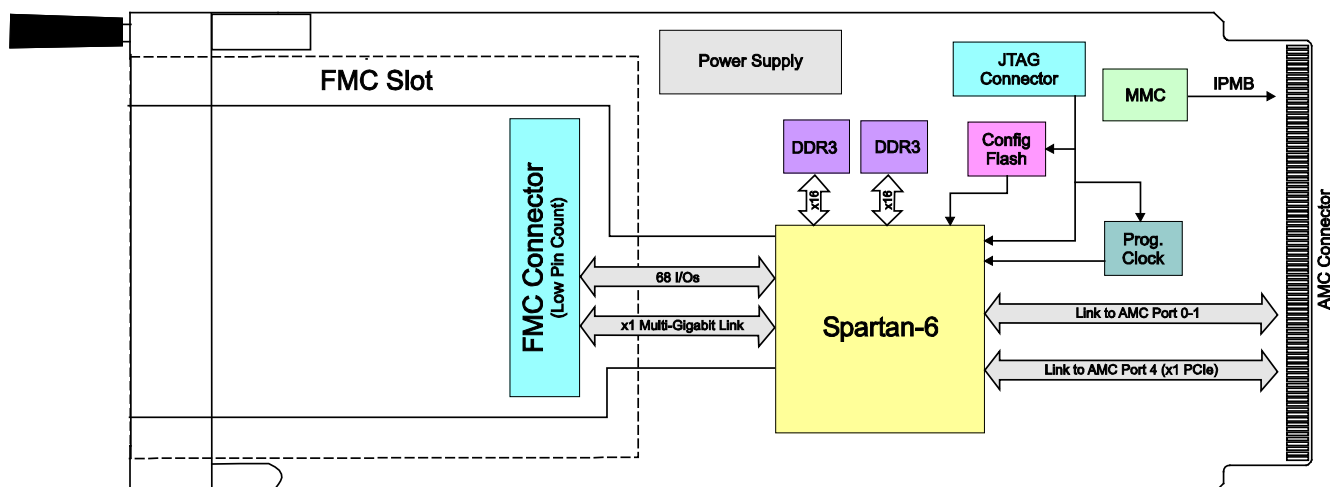 FMC Slot
Power Supply
JTAG
Connector
MMC
IPMB
DDR3
DDR3
Config
Flash
x16
x16
FMC Connector
(Low Pin Count)
68 I/Os
x1 Multi-Gigabit Link
Spartan-6
Prog.
Clock
Link to AMC Port 0-1
Link to AMC Port 4 (x1 PCIe)
AMC Connector